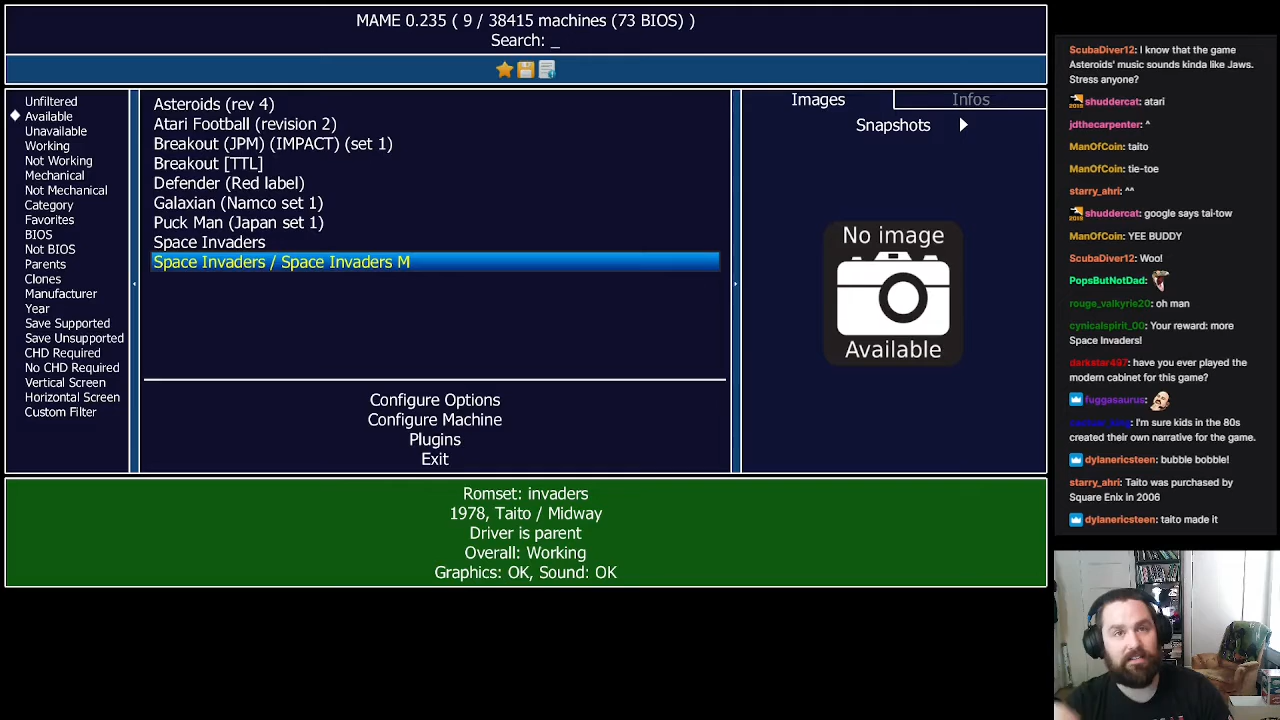 MAME 0.235 ( 9 / 38415 machines (73 BIOS) )
Search: _
Unfiltered
Available
Unavailable
Working
Not Working
Mechanical
Not Mechanical
Category
Favorites
BIOS
Not BIOS
Parents
Clones
Manufacturer
Year
Save Supported
Save Unsupported
CHD Required
No CHD Required
Vertical Screen
Horizontal Screen
Custom Filter
Asteroids (rev 4)
Atari Football (revision 2)
Breakout (JPM) (IMPACT) (set 1)
Breakout [TTL]
Defender (Red label)
Galaxian (Namco set 1)
Puck Man (Japan set 1)
Space Invaders
Space Invaders / Space Invaders M
Configure Options
Configure Machine
Plugins
Exit
Images
Infos
Snapshots
No image
Available
Romset: invaders
1978, Taito / Midway
Driver is parent
Overall: Working
Graphics: OK, Sound: OK
ScubaDiver12: I know that the game
Asteroids' music sounds kinda like Jaws.
Stress anyone?
shuddercat: atari
jdthecarpenter: ^
ManOfCoin: taito
ManOfCoin: tie-toe
starry_ahri: ^^
shuddercat: google says tai·tow
ManOfCoin: YEE BUDDY
ScubaDiver12: Woo!
PopsButNotDad:
rouge_valkyrie20: oh man
cynicalspirit_00: Your reward: more
Space Invaders!
darkstar497: have you ever played the
modern cabinet for this game?
fuggasaurus:
I'm sure kids in the 80s
created their own narrative for the game.
dylanericsteen: bubble bobble!
starry_ahri: Taito was purchased by
Square Enix in 2006
dylanericsteen: taito made it